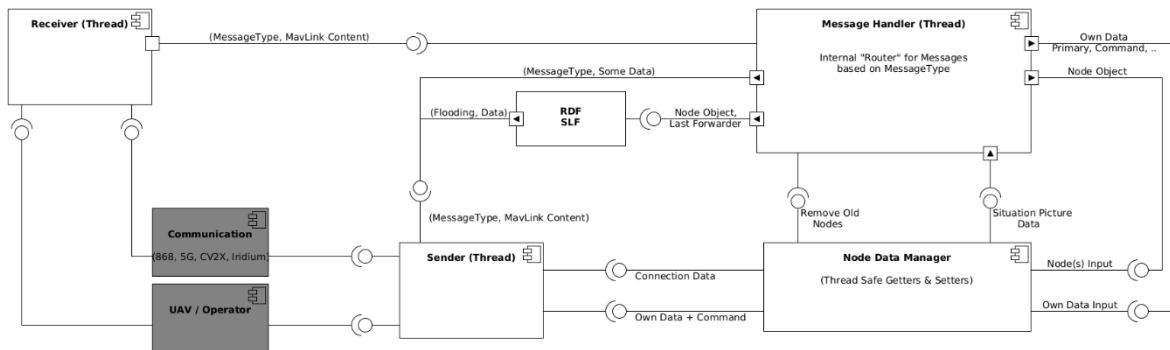 Receiver (Thread)
(MessageType, MavLink Content)
Message Handler (Thread)
Internal "Router" for Messages
based on MessageType
Own Data
Primary, Command, ..
Node Object
(MessageType, Some Data)
(Flooding, Data)
RDF
SLF
Node Object,
Last Forwarder
Remove Old
Nodes
Situation Picture
Data
(MessageType, MavLink Content)
Communication
(868, 5G, CV2X, Iridium)
UAV / Operator
Sender (Thread)
Connection Data
Own Data + Command
Node Data Manager
(Thread Safe Getters & Setters)
Node(s) Input
Own Data Input